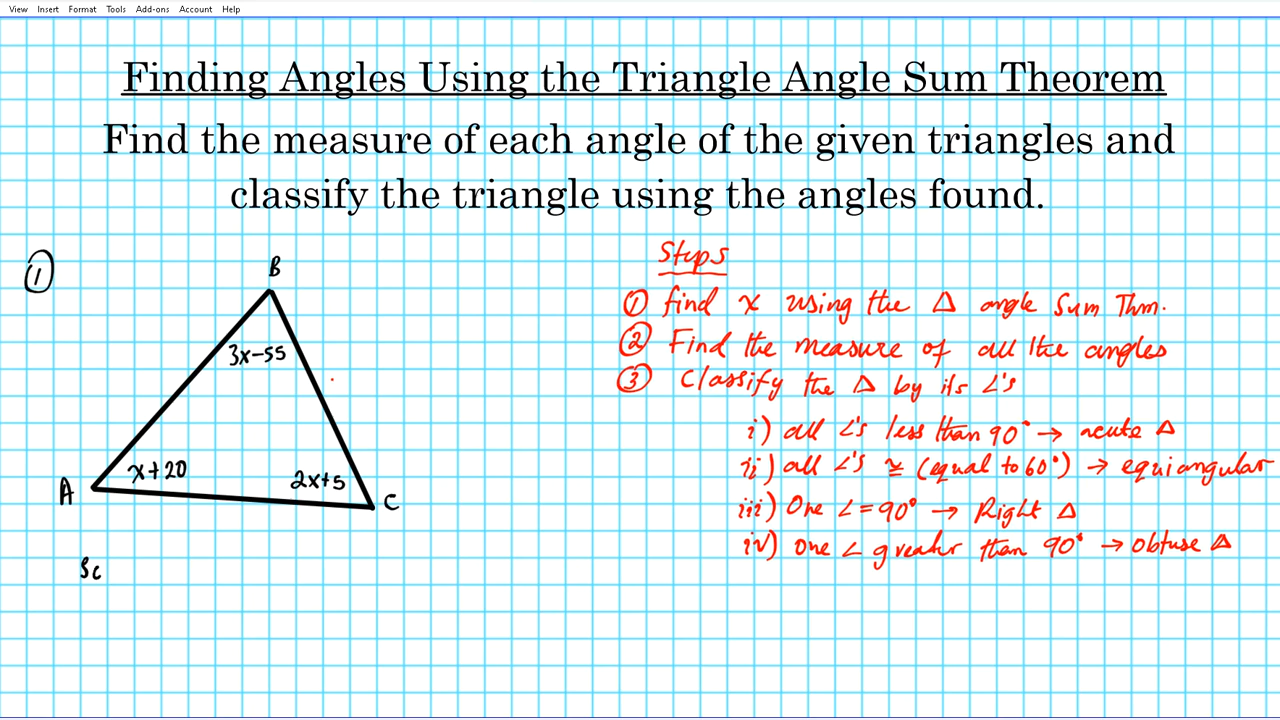 View Insert Format Tools Add-ons Account Help
Finding Angles Using the Triangle Angle Sum Theorem
Find the measure of each angle of the given triangles and
classify the triangle using the angles found.
①
B
3x-55
x+20
2x+5
A
C
Sc
Steps
① find x using the Δ angle Sum Thm.
② Find the measure of all the angles
③ Classify the Δ by its ∠'s
i) all ∠'s less than 90° → acute Δ
ii) all ∠'s ≅ (equal to 60°) → equiangular
iii) One ∠ = 90° → Right Δ
iv) one ∠ greater than 90° → obtuse Δ